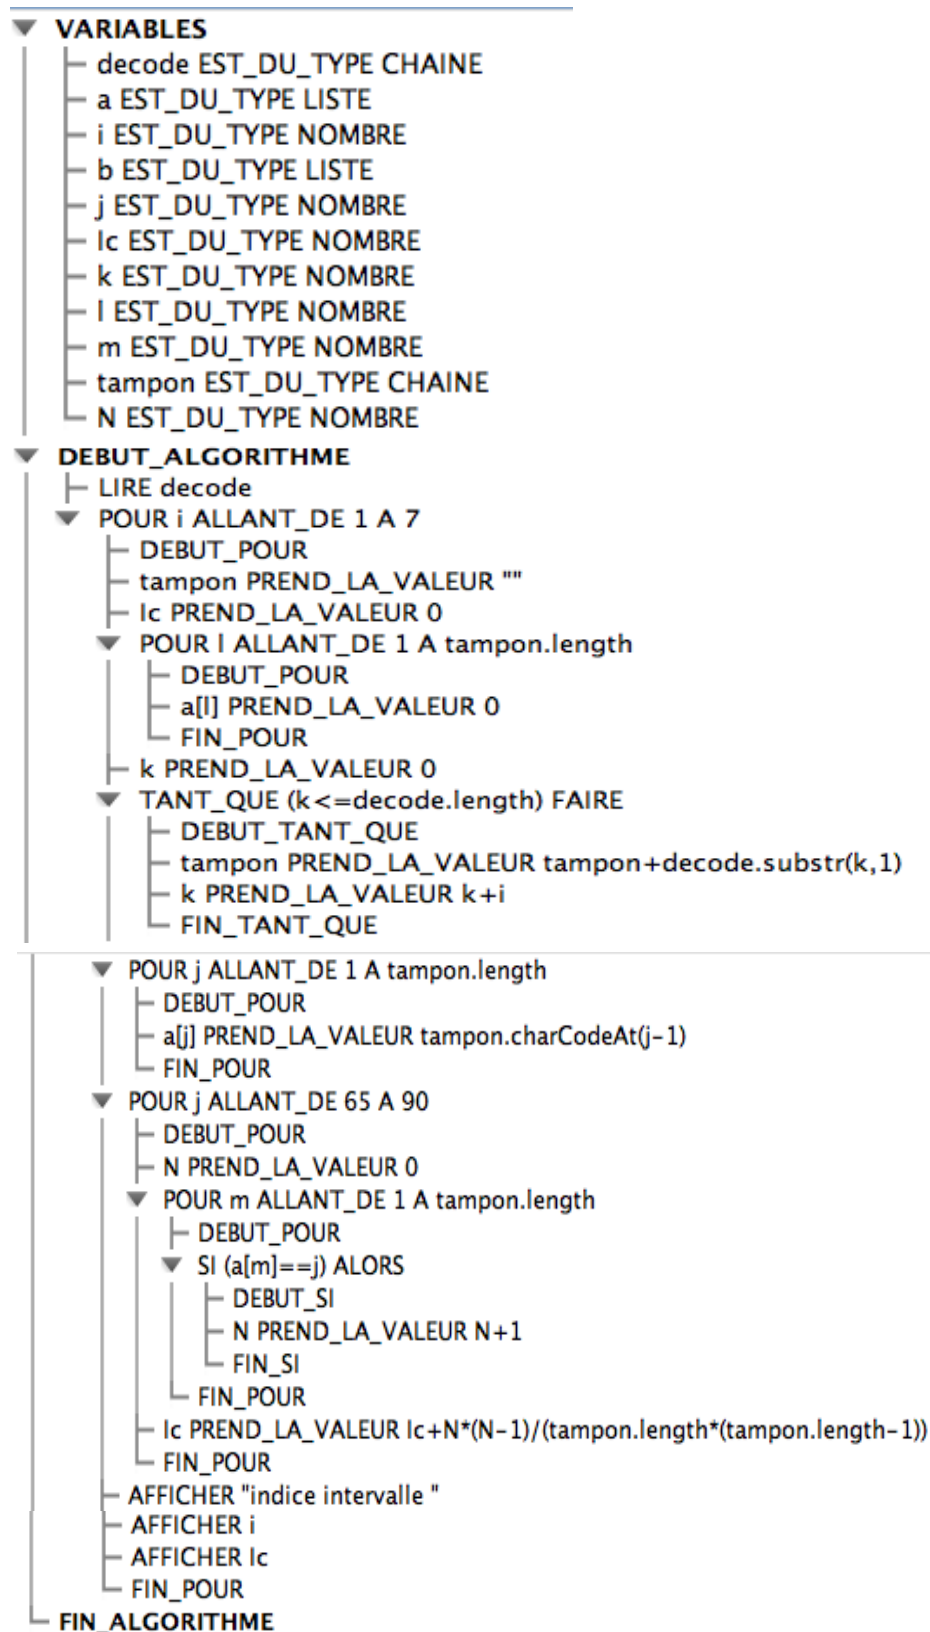 VARIABLES
decode EST_DU_TYPE CHAINE
a EST_DU_TYPE LISTE
i EST_DU_TYPE NOMBRE
b EST_DU_TYPE LISTE
j EST_DU_TYPE NOMBRE
Ic EST_DU_TYPE NOMBRE
k EST_DU_TYPE NOMBRE
l EST_DU_TYPE NOMBRE
m EST_DU_TYPE NOMBRE
tampon EST_DU_TYPE CHAINE
N EST_DU_TYPE NOMBRE
DEBUT_ALGORITHME
LIRE decode
POUR i ALLANT_DE 1 A 7
DEBUT_POUR
tampon PREND_LA_VALEUR ""
Ic PREND_LA_VALEUR 0
POUR l ALLANT_DE 1 A tampon.length
DEBUT_POUR
a[l] PREND_LA_VALEUR 0
FIN_POUR
k PREND_LA_VALEUR 0
TANT_QUE (k<=decode.length) FAIRE
DEBUT_TANT_QUE
tampon PREND_LA_VALEUR tampon+decode.substr(k,1)
k PREND_LA_VALEUR k+i
FIN_TANT_QUE
POUR j ALLANT_DE 1 A tampon.length
DEBUT_POUR
a[j] PREND_LA_VALEUR tampon.charCodeAt(j-1)
FIN_POUR
POUR j ALLANT_DE 65 A 90
DEBUT_POUR
N PREND_LA_VALEUR 0
POUR m ALLANT_DE 1 A tampon.length
DEBUT_POUR
SI (a[m]==j) ALORS
DEBUT_SI
N PREND_LA_VALEUR N+1
FIN_SI
FIN_POUR
Ic PREND_LA_VALEUR Ic+N*(N-1)/(tampon.length*(tampon.length-1))
FIN_POUR
AFFICHER "indice intervalle "
AFFICHER i
AFFICHER Ic
FIN_POUR
FIN_ALGORITHME